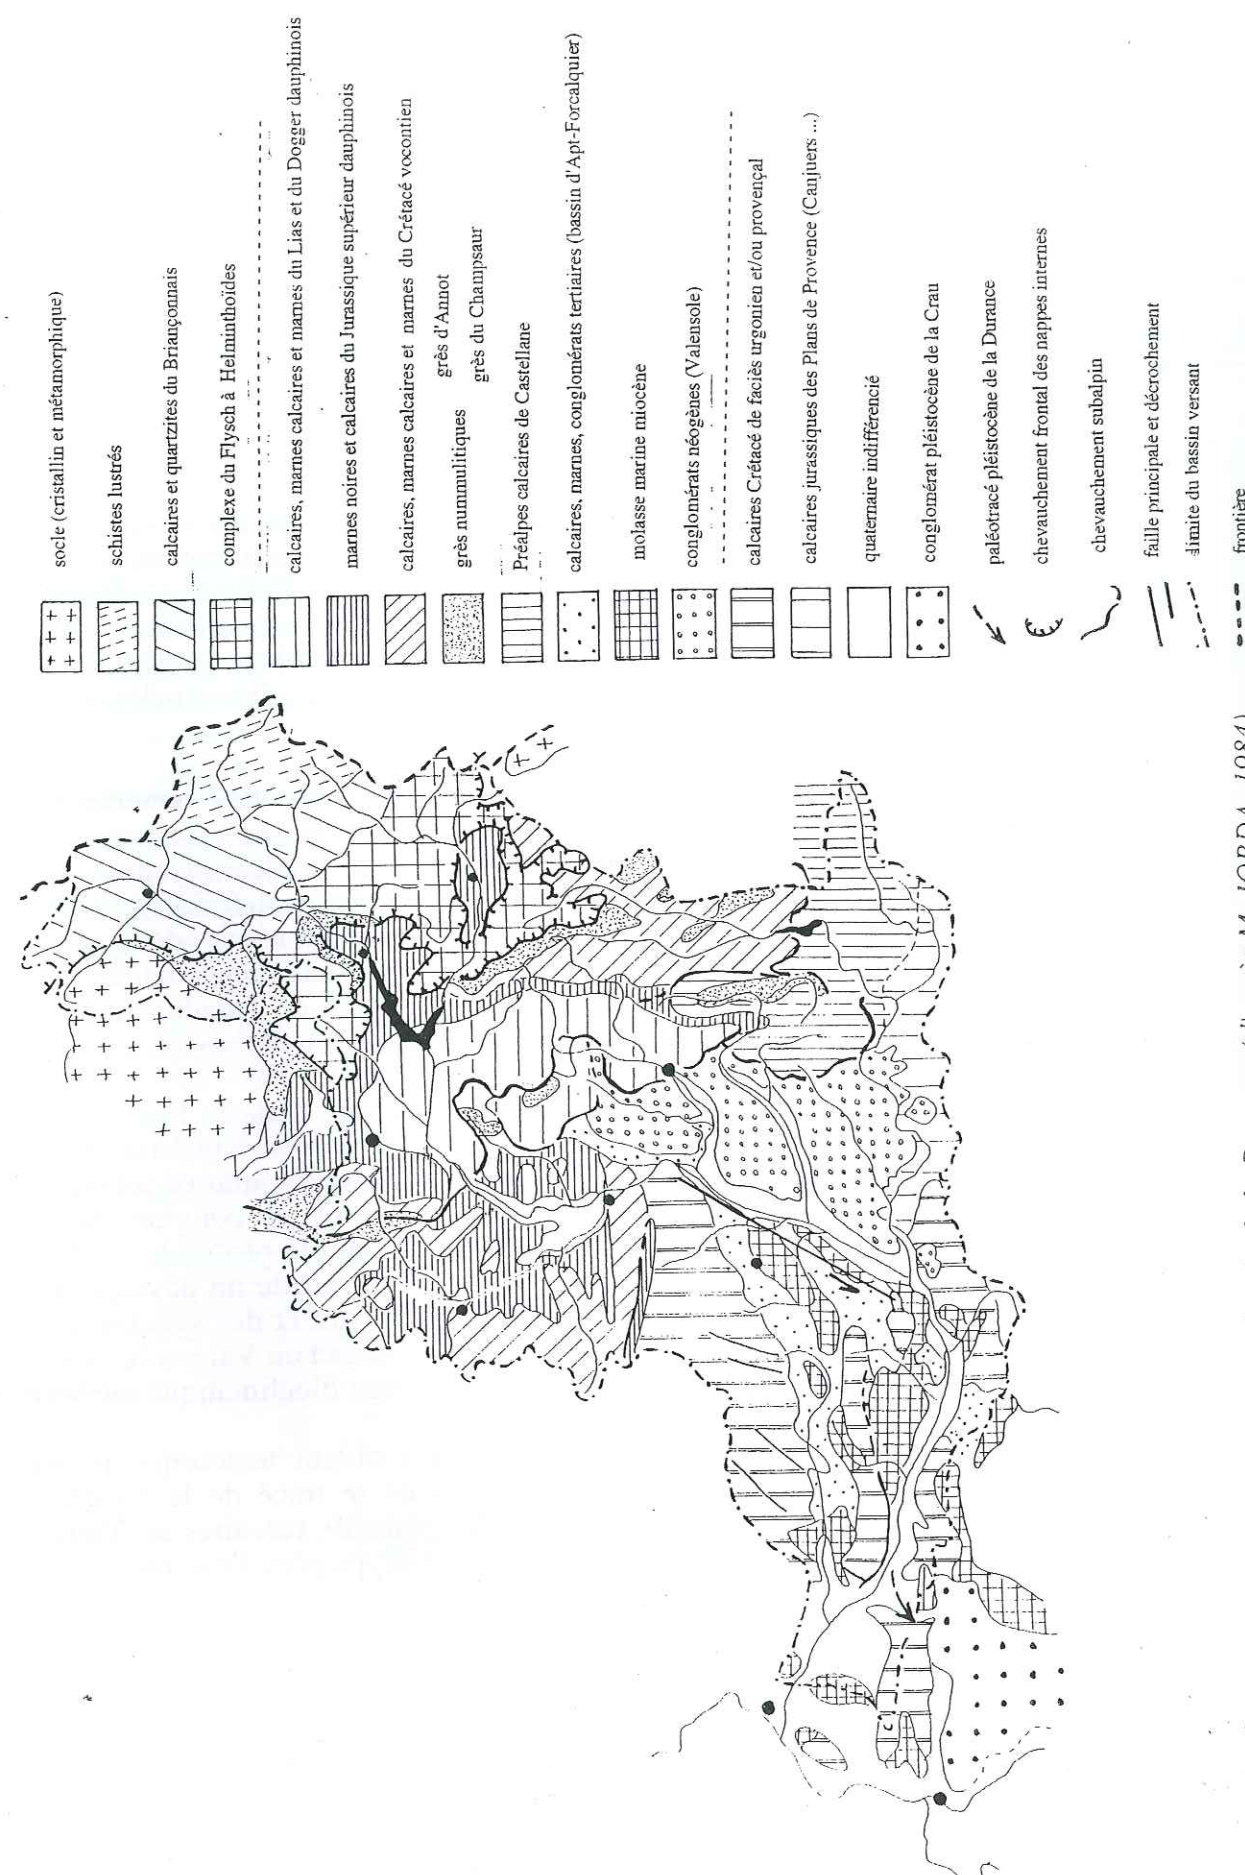 socle (cristallin et métamorphique)
schistes lustrés
calcaires et quartzites du Briançonnais
complexe du Flysch à Helminthoïdes
calcaires, marnes calcaires et marnes du Lias et du Dogger dauphinois
marnes noires et calcaires du Jurassique supérieur dauphinois
calcaires, marnes calcaires et marnes du Crétacé vocontien
grès nummulitiques
grès d'Annot
grès du Champsaur
Préalpes calcaires de Castellane
calcaires, marnes, conglomérats tertiaires (bassin d'Apt-Forcalquier)
molasse marine miocène
conglomérats néogènes (Valensole)
calcaires Crétacé de faciès urgonien et/ou provençal
calcaires jurassiques des Plans de Provence (Canjuers ...)
quaternaire indifférencié
conglomérat pléistocène de la Crau
paléotracé pléistocène de la Durance
chevauchement frontal des nappes internes
chevauchement subalpin
faille principale et décrochement
limite du bassin versant
frontière
M. JORDA, 1984)